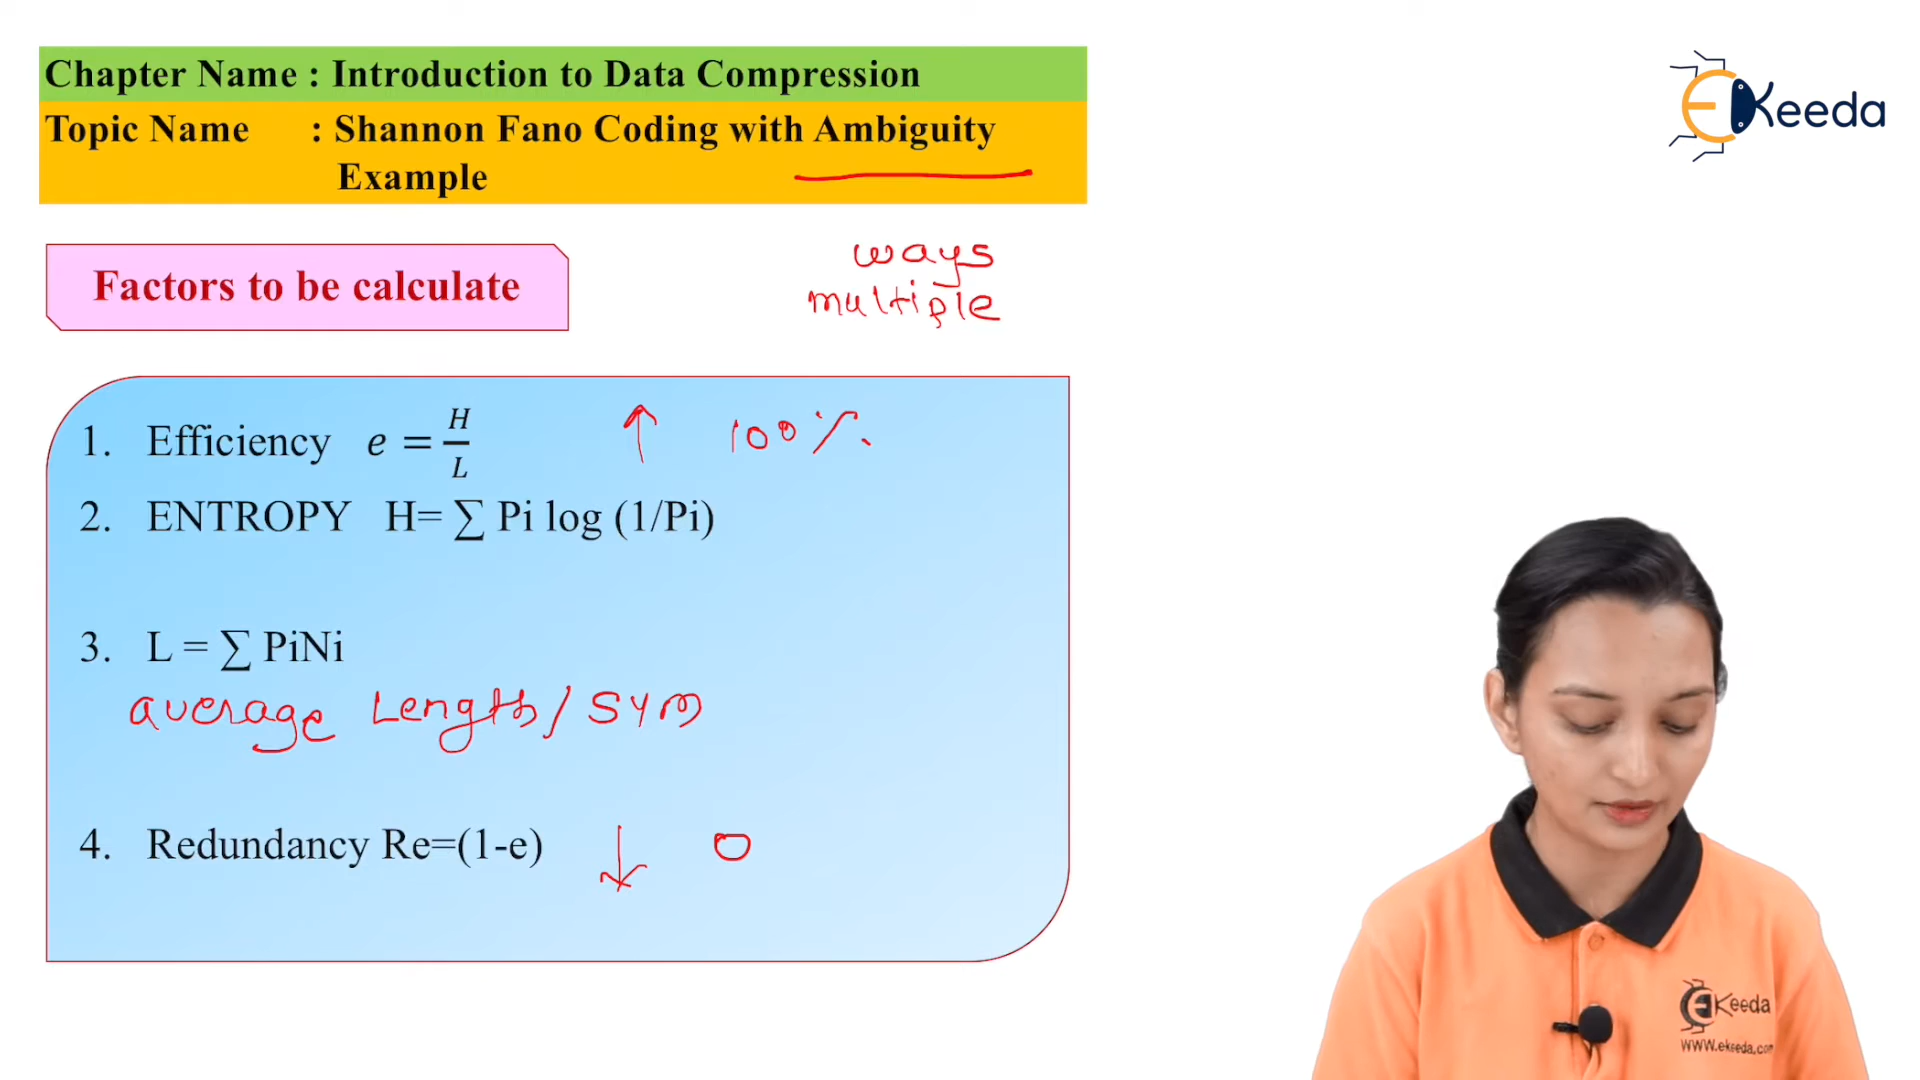 Chapter Name : Introduction to Data Compression
Topic Name : Shannon Fano Coding with Ambiguity
Example
EKeeda
ways
multiple
Factors to be calculate
1. Efficiency e = H/L ↑ 100%
2. ENTROPY H= ∑ Pi log (1/Pi)
3. L = ∑ PiNi
average Length/sym
4. Redundancy Re=(1-e) ↓ 0
EKeeda
WWW.ekeeda.com